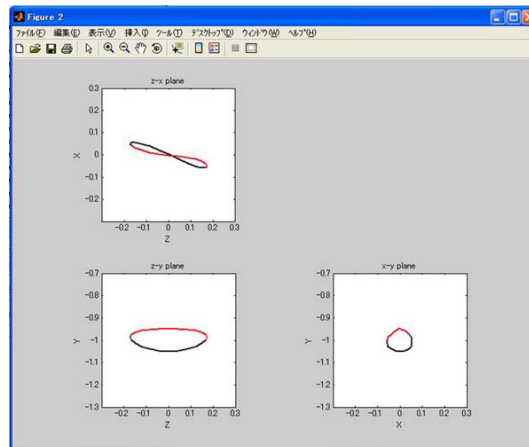 Figure 2
ファイル(F) 編集(E) 表示(V) 挿入(I) ツール(T) デスクトップ(D) ウィンドウ(W) ヘルプ(H)
z-x plane
0.3
0.2
0.1
0
-0.1
-0.2
X
-0.2 -0.1 0 0.1 0.2 0.3
Z
z-y plane
-0.7
-0.8
-0.9
-1
-1.1
-1.2
-1.3
Y
-0.2 -0.1 0 0.1 0.2 0.3
Z
x-y plane
-0.7
-0.8
-0.9
-1
-1.1
-1.2
-1.3
Y
-0.2 -0.1 0 0.1 0.2 0.3
X